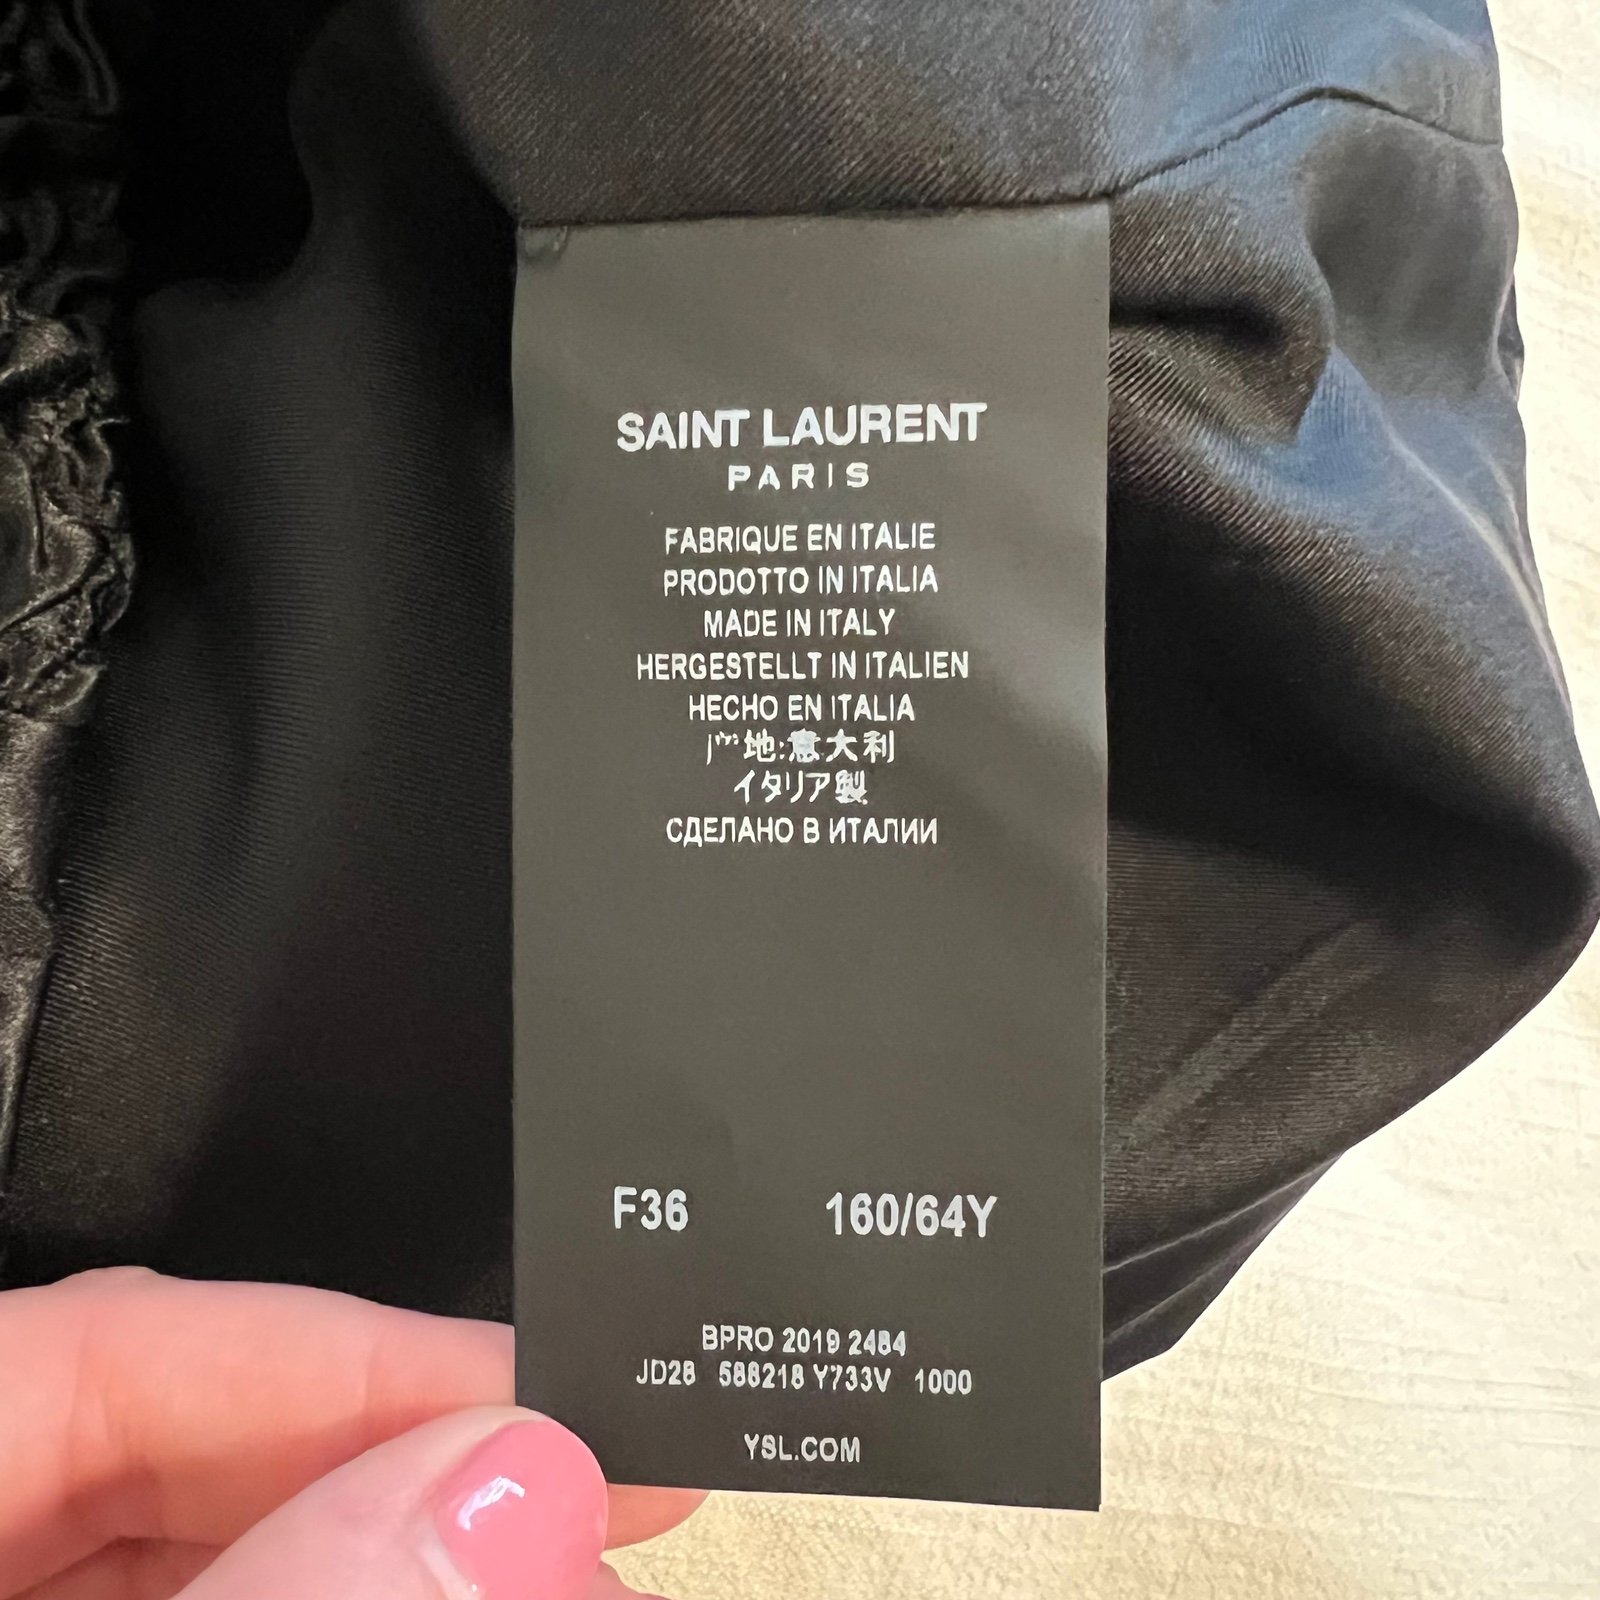 SAINT LAURENT
PARIS
FABRIQUE EN ITALIE
PRODOTTO IN ITALIA
MADE IN ITALY
HERGESTELLT IN ITALIEN
HECHO EN ITALIA
地:意大利
イタリア製
СДЕЛАНО В ИТАЛИИ
F36 160/64Y
BPRO 2019 2484
JD28 588218 Y733V 1000
YSL.COM